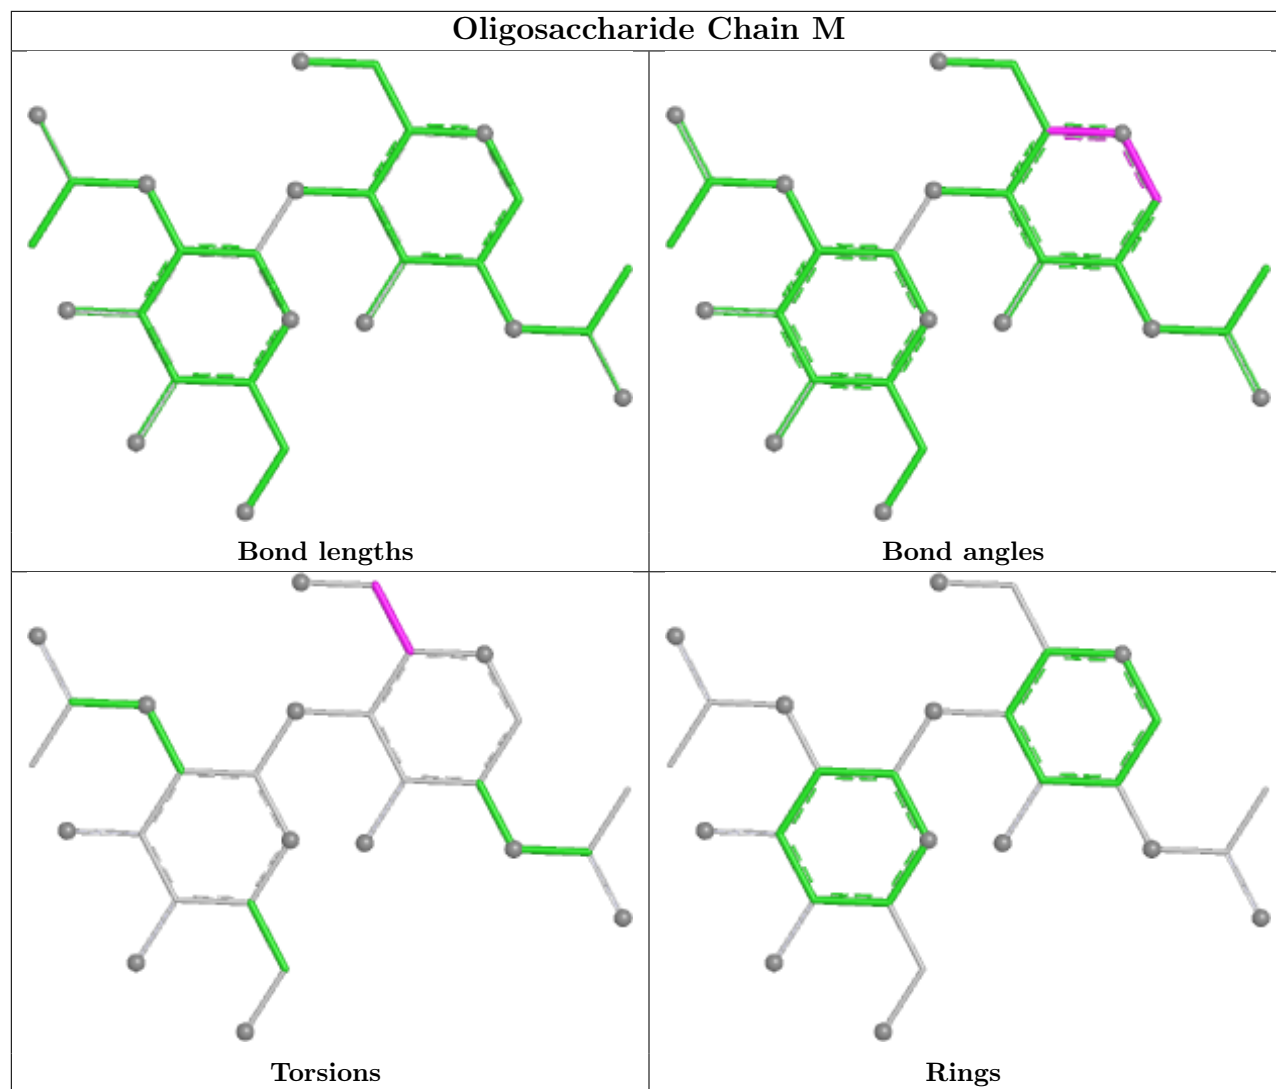 Oligosaccharide Chain M
Bond lengths
Bond angles
Torsions
Rings